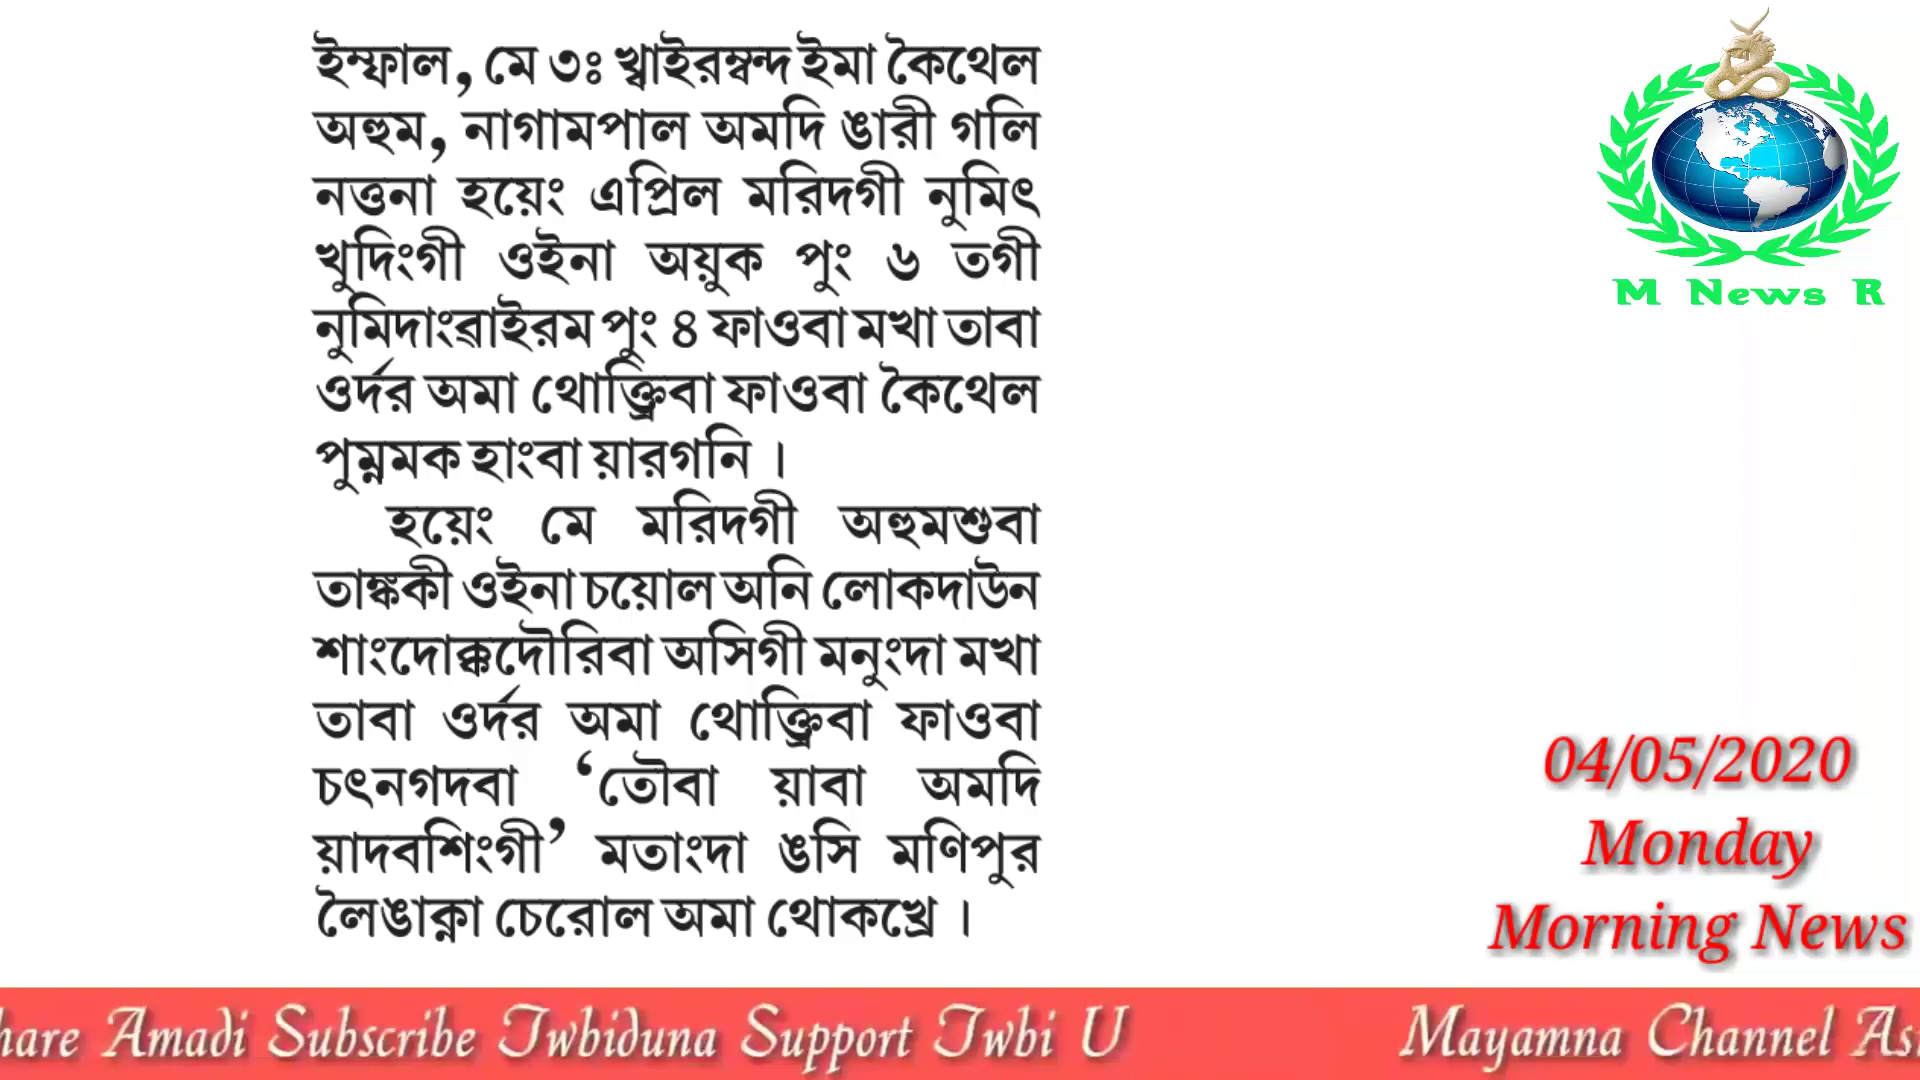 ইম্ফাল, মে ৩ঃ খ্বাইরম্বন্দ ইমা কৈথেল
অহুম, নাগামপাল অমদি ঙারী গলি
নত্তনা হয়েং এপ্রিল মরিদগী নুমিৎ
খুদিংগী ওইনা অয়ুক পুং ৬ তগী
নুমিদাংৱাইরম পুং ৪ ফাওবা মখা তাবা
ওর্দর অমা থোক্ত্রিবা ফাওবা কৈথেল
পুম্নমক হাংবা য়ারগনি ।
হয়েং মে মরিদগী অহুমশুবা
তাঙ্ককী ওইনা চয়োল অনি লোকদাউন
শাংদোক্কদৌরিবা অসিগী মনুংদা মখা
তাবা ওর্দর অমা থোক্ত্রিবা ফাওবা
চৎনগদবা ‘তৌবা য়াবা অমদি
য়াদবশিংগী’ মতাংদা ঙসি মণিপুর
লৈঙাক্না চেরোল অমা থোকখ্রে ।
M News R
04/05/2020
Monday
Morning News
hare Amadi Subscribe Twbiduna Support Twbi U Mayamna Channel As